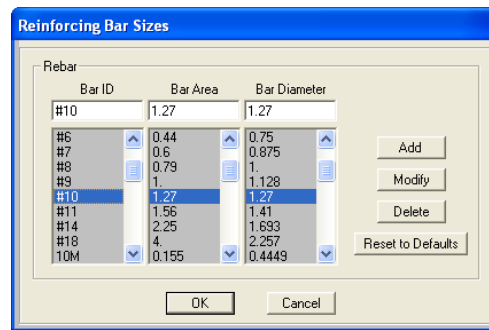 Reinforcing Bar Sizes
Rebar
Bar ID Bar Area Bar Diameter
#10 1.27 1.27
#6 0.44 0.75
#7 0.6 0.875
#8 0.79 1.
#9 1. 1.128
#10 1.27 1.27
#11 1.56 1.41
#14 2.25 1.693
#18 4. 2.257
10M 0.155 0.4449
Add
Modify
Delete
Reset to Defaults
OK Cancel